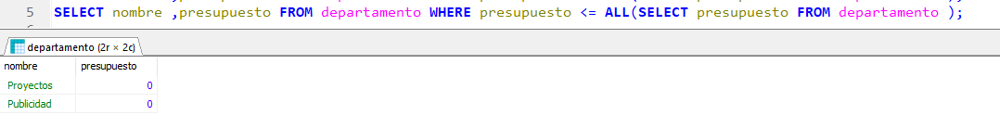 5 SELECT nombre ,presupuesto FROM departamento WHERE presupuesto <= ALL(SELECT presupuesto FROM departamento );
departamento (2r × 2c)
nombre presupuesto
Proyectos 0
Publicidad 0